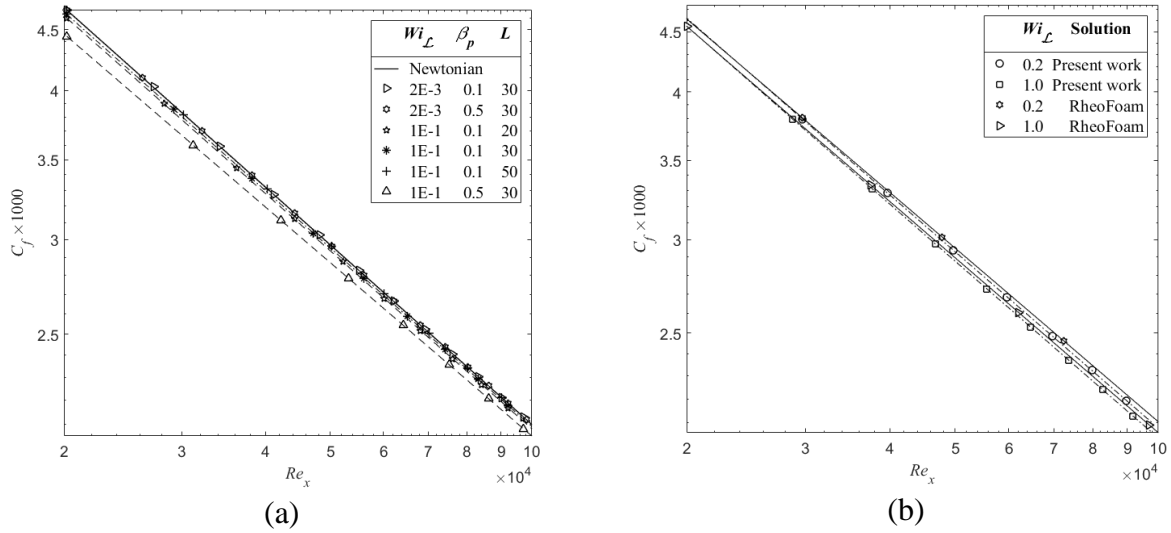 4.5
4
3.5
3
2.5
C_f ×1000
Wi_ℒ β_p L
Newtonian
2E-3 0.1 30
2E-3 0.5 30
1E-1 0.1 20
1E-1 0.1 30
1E-1 0.1 50
1E-1 0.5 30
2 3 4 5 6 7 8 9 10
×10^4
Re_x
(a)
4.5
4
3.5
3
2.5
C_f ×1000
Wi_ℒ Solution
0.2 Present work
1.0 Present work
0.2 RheoFoam
1.0 RheoFoam
2 3 4 5 6 7 8 9 10
×10^4
Re_x
(b)